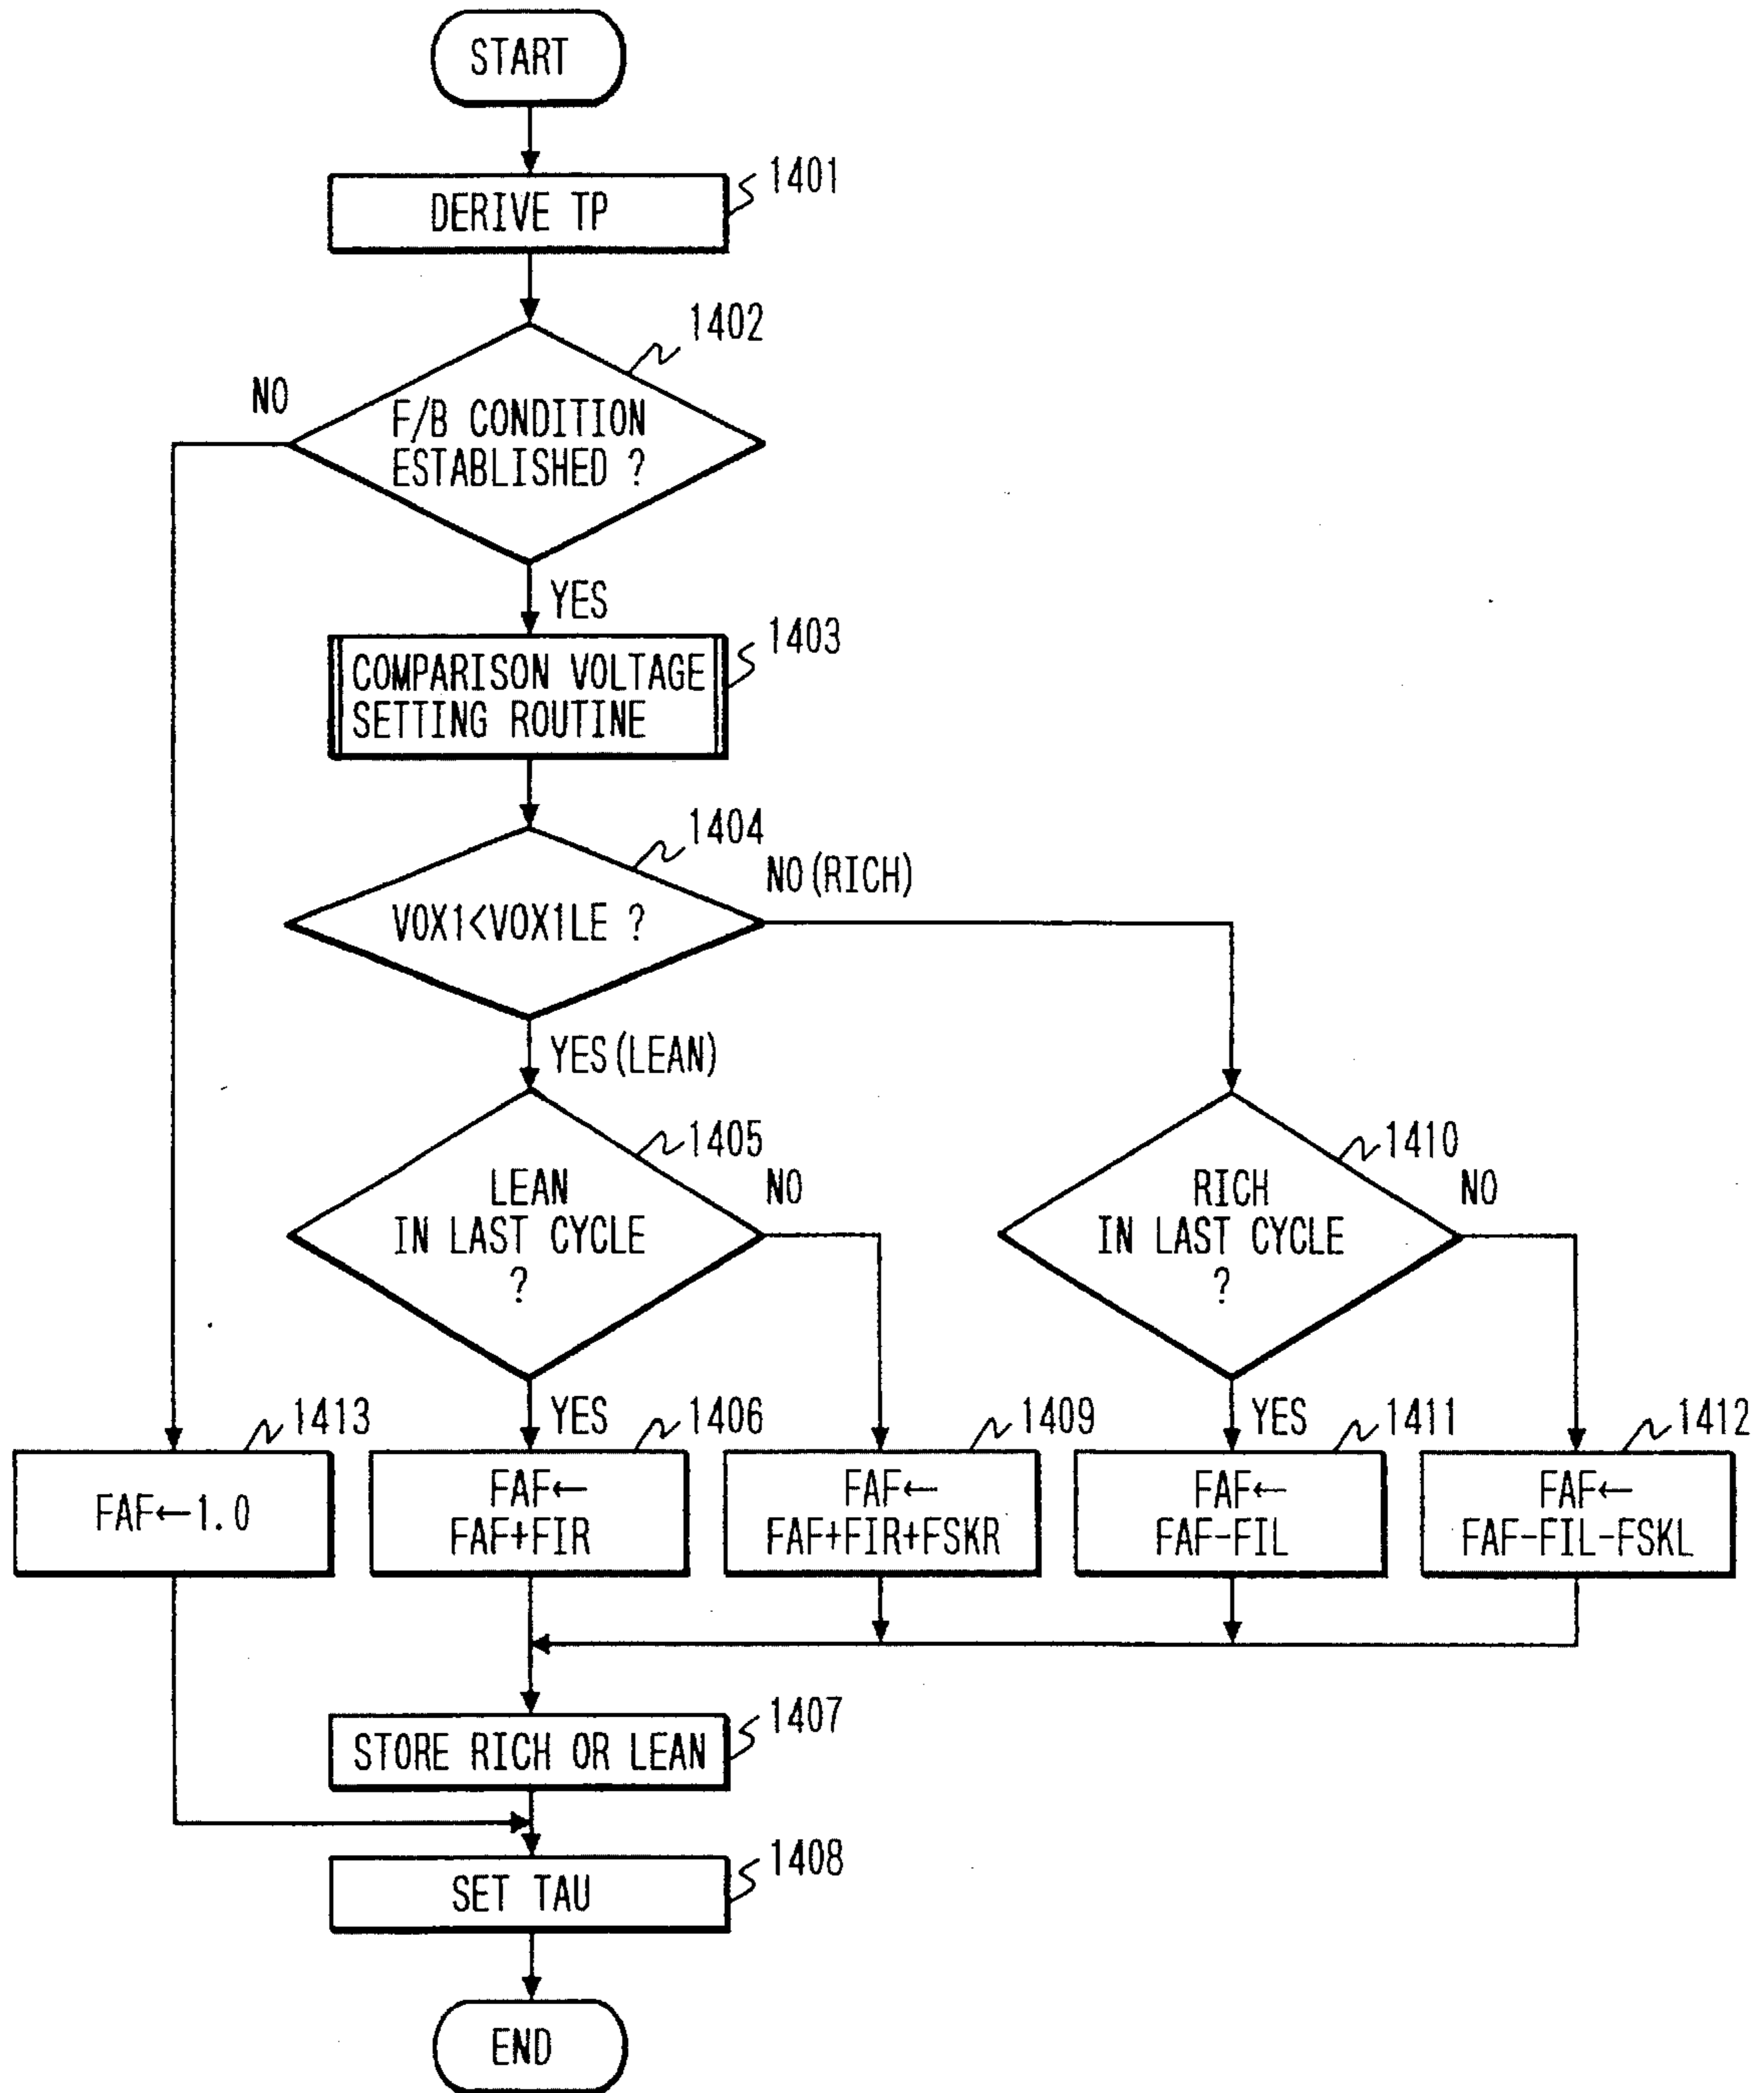 START
1401
DERIVE TP
1402
NO
F/B CONDITION
ESTABLISHED ?
YES
1403
COMPARISON VOLTAGE
SETTING ROUTINE
1404
NO(RICH)
VOX1<VOX1LE ?
YES(LEAN)
1405
1410
LEAN
IN LAST CYCLE
?
NO
RICH
IN LAST CYCLE
?
NO
1413
YES
1406
1409
YES
1411
1412
FAF←1.0
FAF←
FAF+FIR
FAF←
FAF+FIR+FSKR
FAF←
FAF-FIL
FAF←
FAF-FIL-FSKL
1407
STORE RICH OR LEAN
1408
SET TAU
END